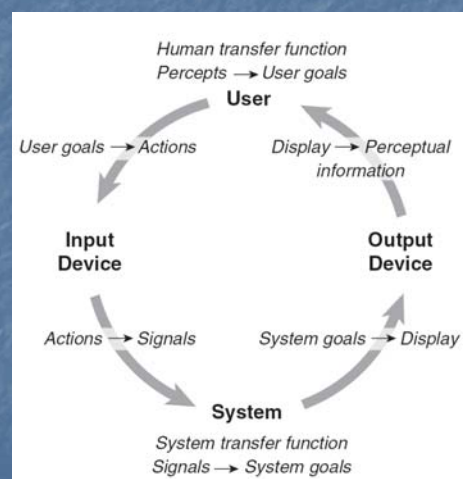 Human transfer function
Percepts → User goals
User
User goals → Actions
Display → Perceptual
information
Input
Device
Output
Device
Actions → Signals
System goals → Display
System
System transfer function
Signals → System goals